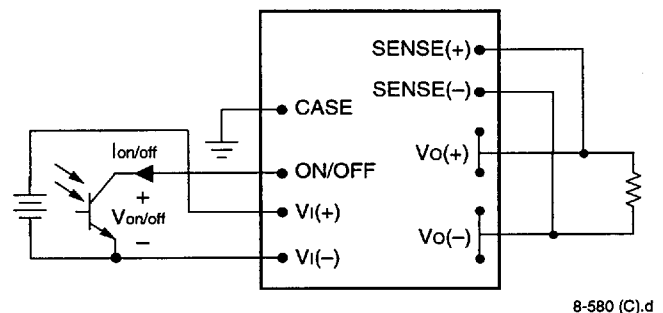 SENSE(+)
SENSE(–)
CASE
Ion/off
ON/OFF
VO(+)
+
Von/off
–
VI(+)
VO(–)
VI(–)
8-580 (C).d